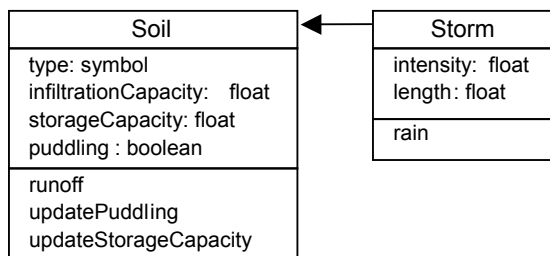 Soil
type: symbol
infiltrationCapacity: float
storageCapacity: float
puddling : boolean
runoff
updatePuddling
updateStorageCapacity
Storm
intensity: float
length: float
rain